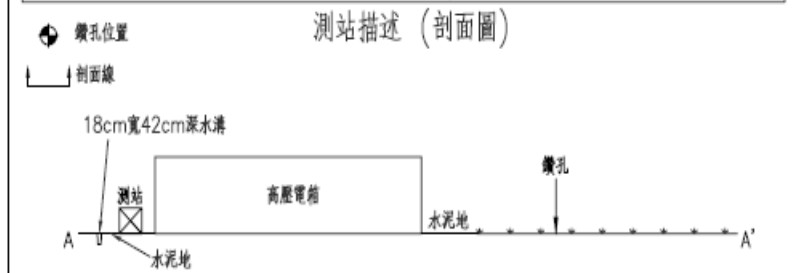 測站描述 (剖面圖)
鑽孔位置
剖面線
18cm寬42cm深水溝
鑽孔
測站
高壓電箱
水泥地
A
A'
水泥地